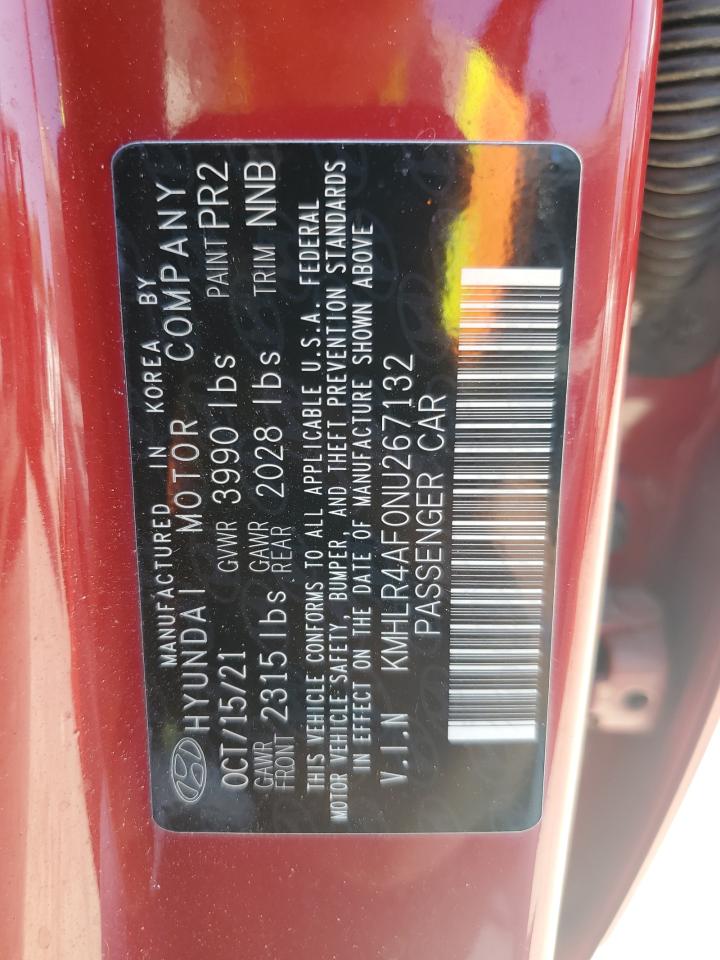 MANUFACTURED IN KOREA BY
HYUNDAI MOTOR COMPANY
OCT/15/21 GVWR 3990 lbs PAINT PR2
GAWR FRONT 2315 lbs GAWR REAR 2028 lbs TRIM NNB
THIS VEHICLE CONFORMS TO ALL APPLICABLE U.S.A. FEDERAL
MOTOR VEHICLE SAFETY, BUMPER, AND THEFT PREVENTION STANDARDS
IN EFFECT ON THE DATE OF MANUFACTURE SHOWN ABOVE
V.I.N KMHLR4AF0NU267132
PASSENGER CAR